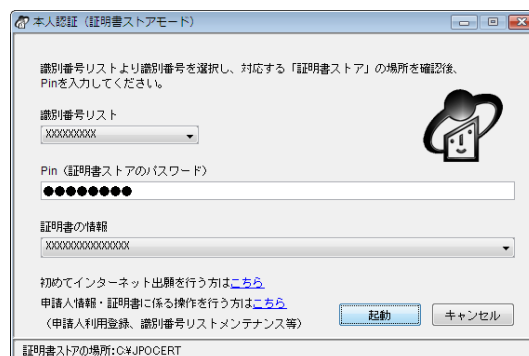 本人認証(証明書ストアモード)
識別番号リストより識別番号を選択し、対応する「証明書ストア」の場所を確認後、
Pinを入力してください。
識別番号リスト
XXXXXXXXX
Pin(証明書ストアのパスワード)
●●●●●●●●
証明書の情報
XXXXXXXXXXXXXX
初めてインターネット出願を行う方はこちら
申請人情報・証明書に係る操作を行う方はこちら
(申請人利用登録、識別番号リストメンテナンス等)
起動 キャンセル
証明書ストアの場所:C:¥JPOCERT